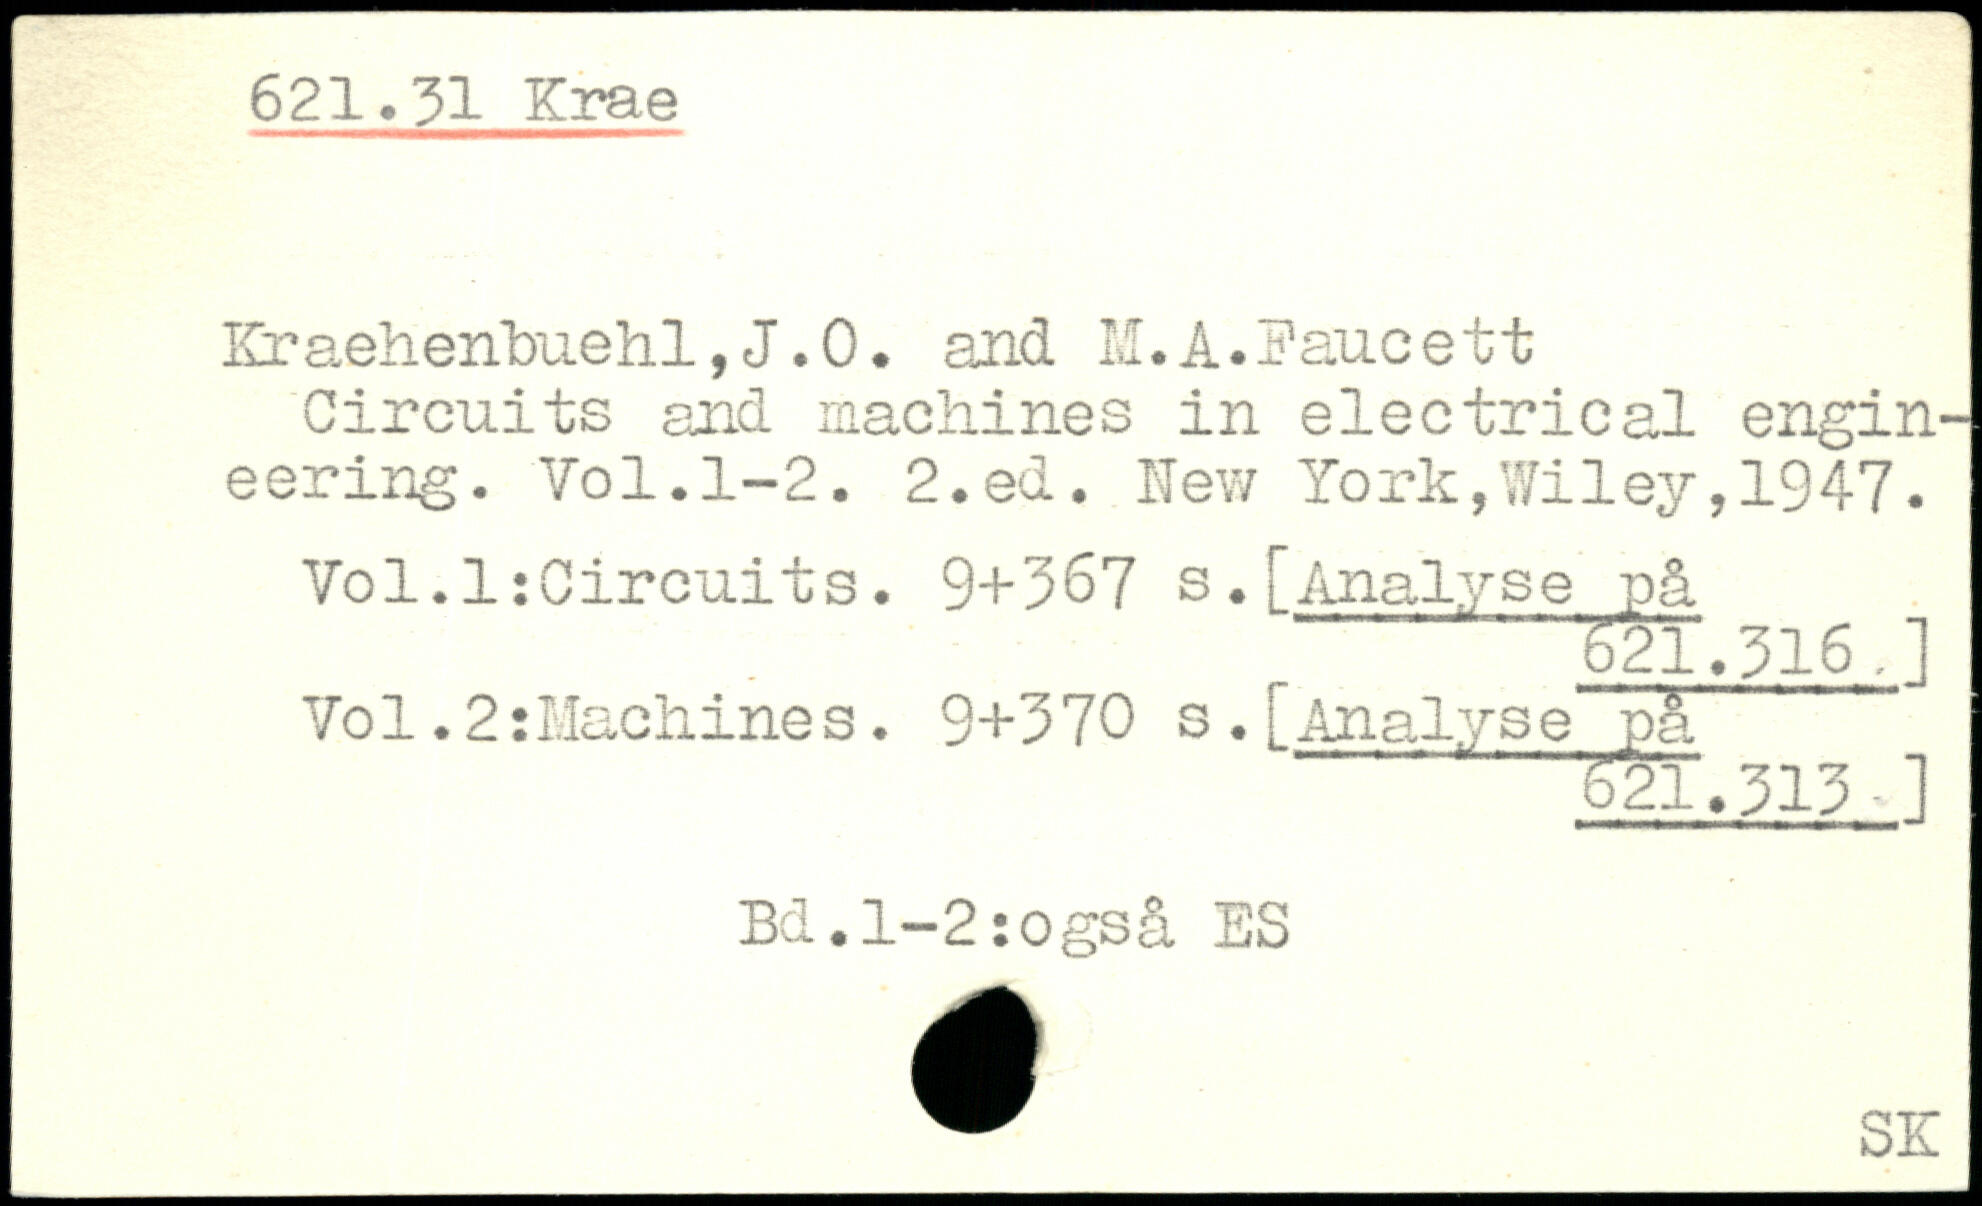 621.31 Krae
Kraehenbuehl,J.O. and M.A.Faucett
Circuits and machines in electrical engin-
eering. Vol.1-2. 2.ed. New York,Wiley,1947.
Vol.1:Circuits. 9+367 s.[Analyse på
621.316.]
Vol.2:Machines. 9+370 s.[Analyse på
621.313.]
Bd.1-2:også ES
SK